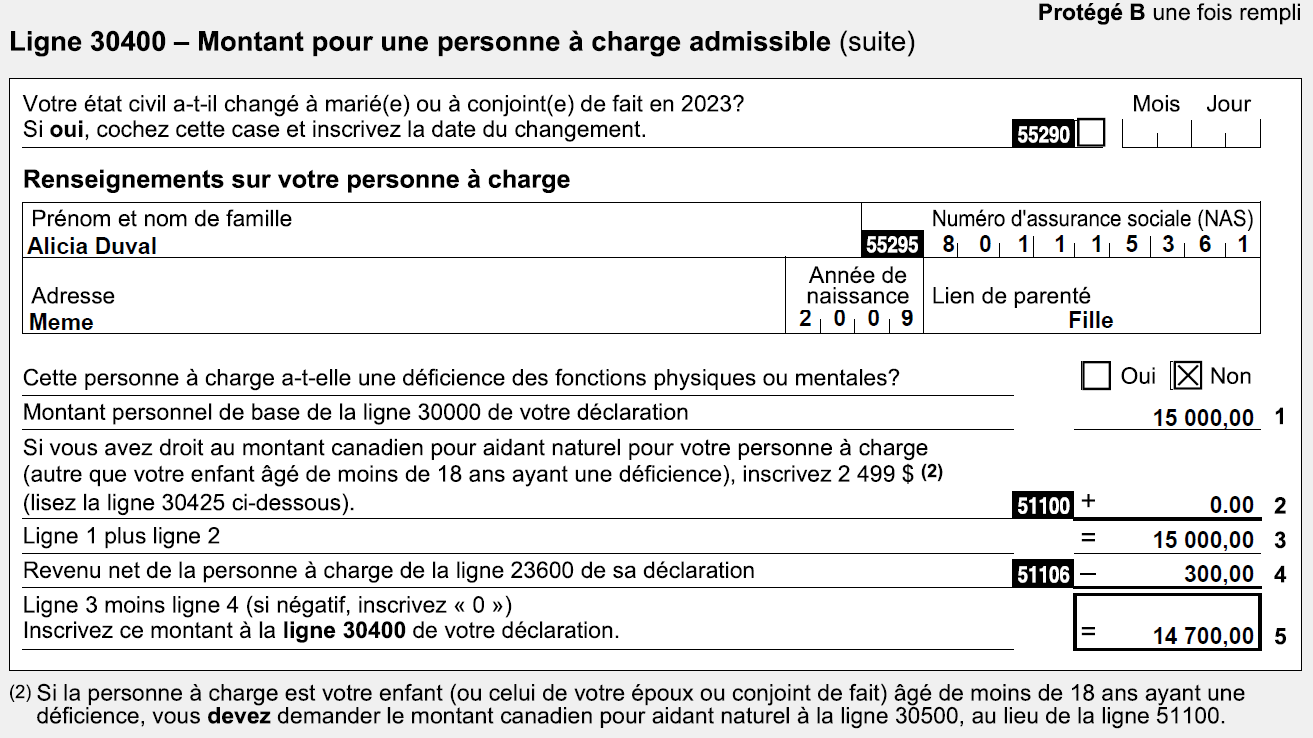 Protégé B une fois rempli
Ligne 30400 – Montant pour une personne à charge admissible (suite)
Votre état civil a-t-il changé à marié(e) ou à conjoint(e) de fait en 2023?
Mois Jour
Si oui, cochez cette case et inscrivez la date du changement.
55290
Renseignements sur votre personne à charge
Prénom et nom de famille
Numéro d'assurance sociale (NAS)
Alicia Duval
55295 8 0 1 1 1 5 3 6 1
Année de
Adresse
naissance
Lien de parenté
Meme
2 0 0 9
Fille
Cette personne à charge a-t-elle une déficience des fonctions physiques ou mentales?
Oui Non
Montant personnel de base de la ligne 30000 de votre déclaration
15 000,00 1
Si vous avez droit au montant canadien pour aidant naturel pour votre personne à charge
(autre que votre enfant âgé de moins de 18 ans ayant une déficience), inscrivez 2 499 $ (2)
(lisez la ligne 30425 ci-dessous).
51100 + 0.00 2
Ligne 1 plus ligne 2
= 15 000,00 3
Revenu net de la personne à charge de la ligne 23600 de sa déclaration
51106 – 300,00 4
Ligne 3 moins ligne 4 (si négatif, inscrivez « 0 »)
Inscrivez ce montant à la ligne 30400 de votre déclaration.
= 14 700,00 5
(2) Si la personne à charge est votre enfant (ou celui de votre époux ou conjoint de fait) âgé de moins de 18 ans ayant une
déficience, vous devez demander le montant canadien pour aidant naturel à la ligne 30500, au lieu de la ligne 51100.